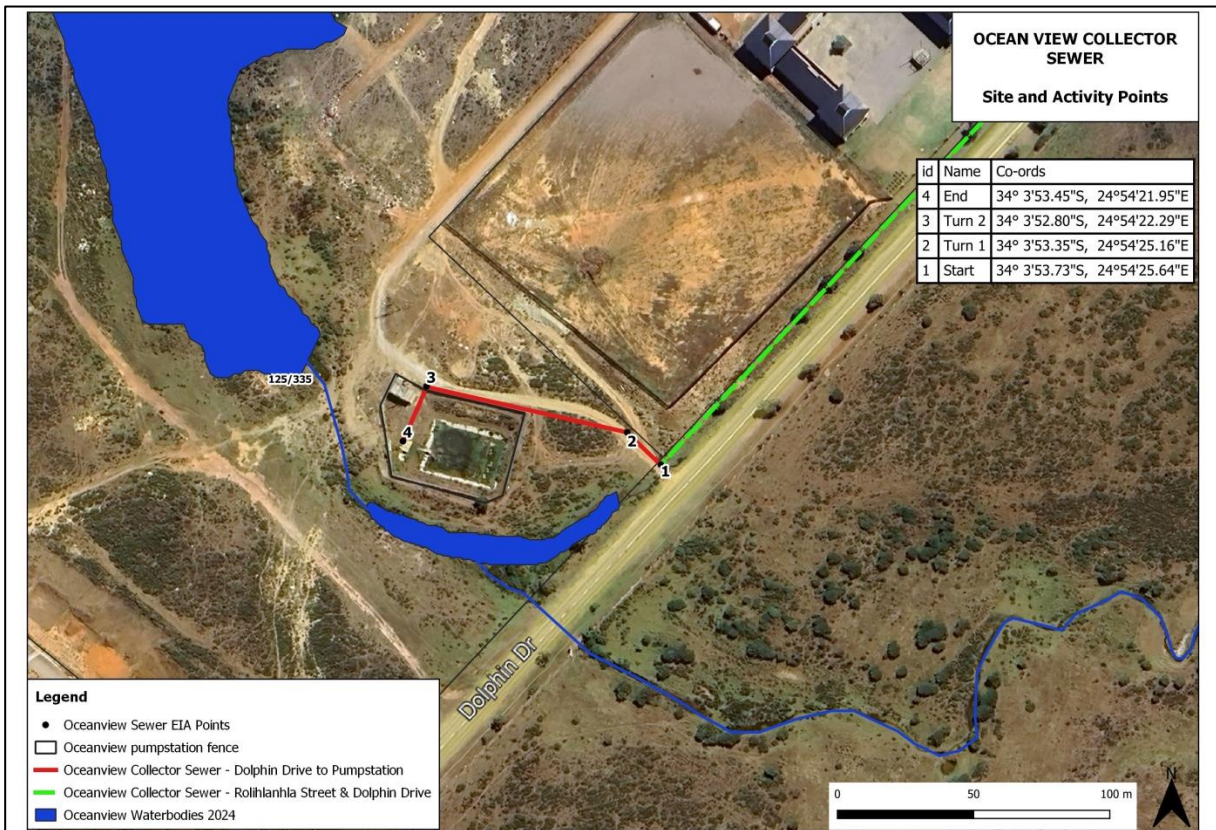 OCEAN VIEW COLLECTOR
SEWER
Site and Activity Points
id Name Co-ords
4 End 34° 3'53.45"S, 24°54'21.95"E
3 Turn 2 34° 3'52.80"S, 24°54'22.29"E
2 Turn 1 34° 3'53.35"S, 24°54'25.16"E
1 Start 34° 3'53.73"S, 24°54'25.64"E
125/335
3
4
2
1
Dolphin Dr
Legend
Oceanview Sewer EIA Points
Oceanview pumpstation fence
Oceanview Collector Sewer - Dolphin Drive to Pumpstation
Oceanview Collector Sewer - Rolihlanhla Street & Dolphin Drive
Oceanview Waterbodies 2024
0 50 100 m
N